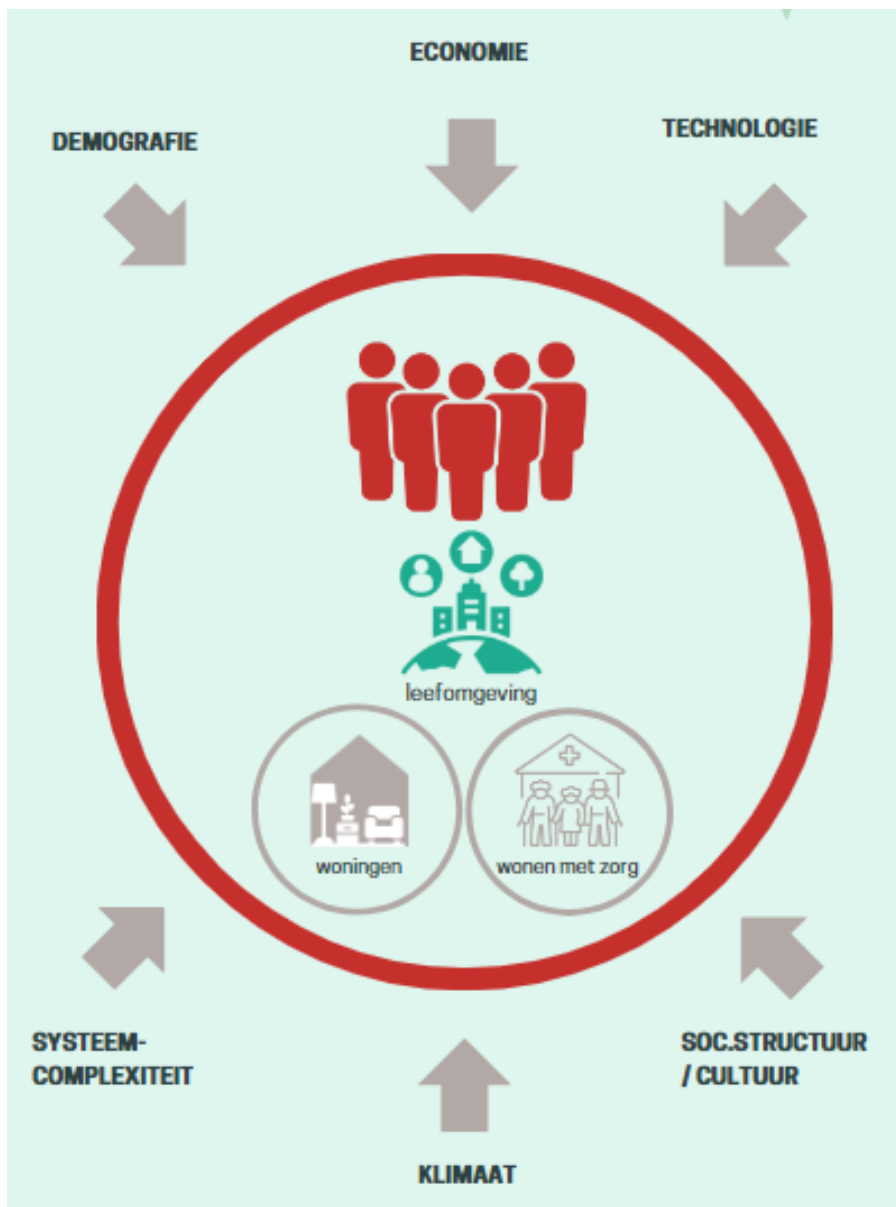 ECONOMIE
DEMOGRAFIE
TECHNOLOGIE
leefomgeving
woningen
wonen met zorg
SYSTEEM-
COMPLEXITEIT
SOC.STRUCTUUR
/ CULTUUR
KLIMAAT